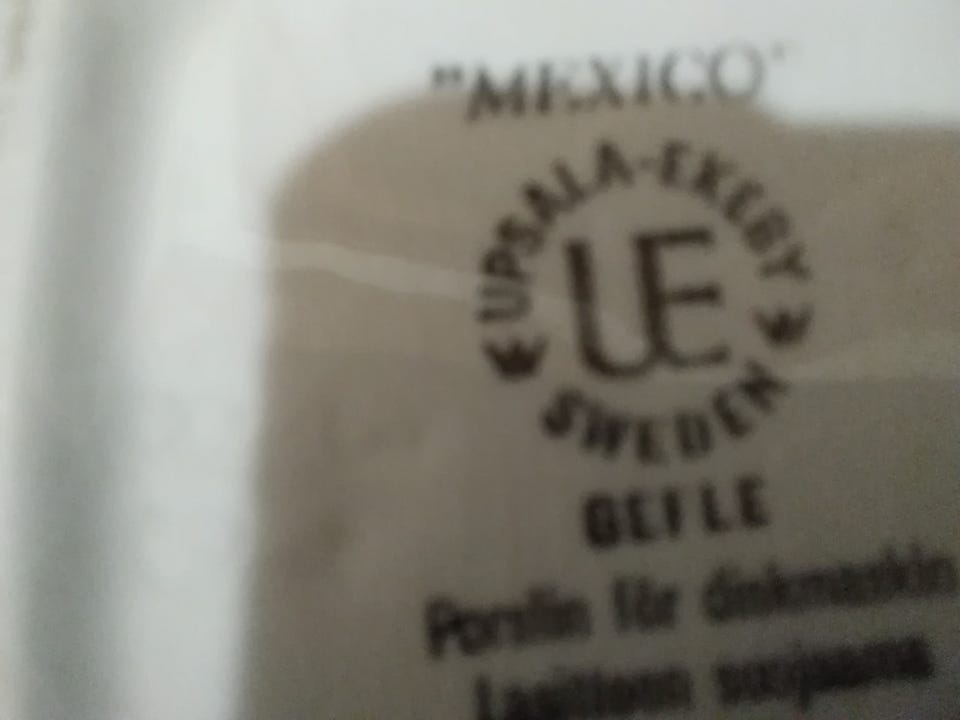 "MEXICO"
UPSALA-EKEBY
UE
SWEDEN
GEFLE
Porslin för diskmaskin